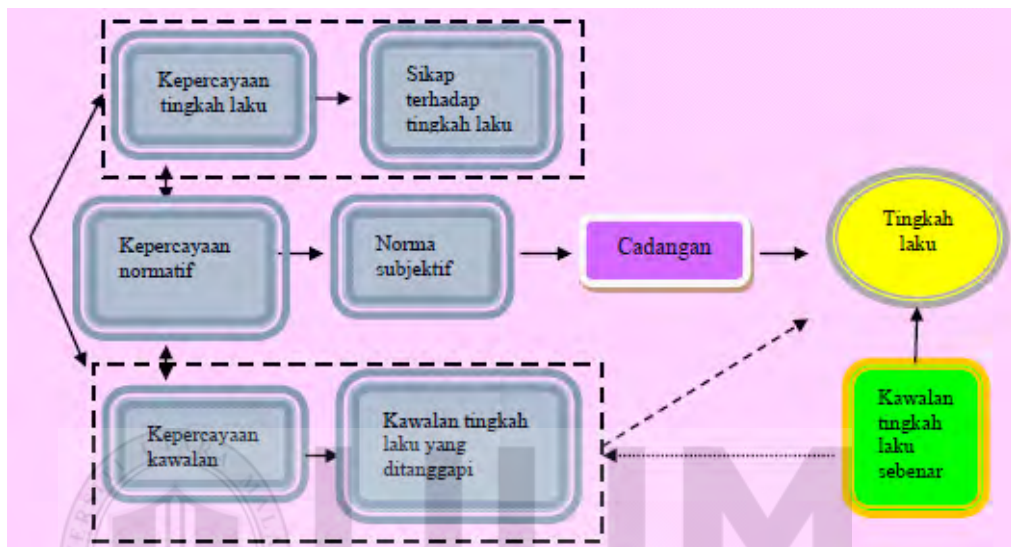 Kepercayaan
tingkah laku
Sikap
terhadap
tingkah laku
Kepercayaan
normatif
Norma
subjektif
Cadangan
Tingkah
laku
Kepercayaan
kawalan
Kawalan tingkah
laku yang
ditanggapi
Kawalan
tingkah
laku
sebenar
UUM